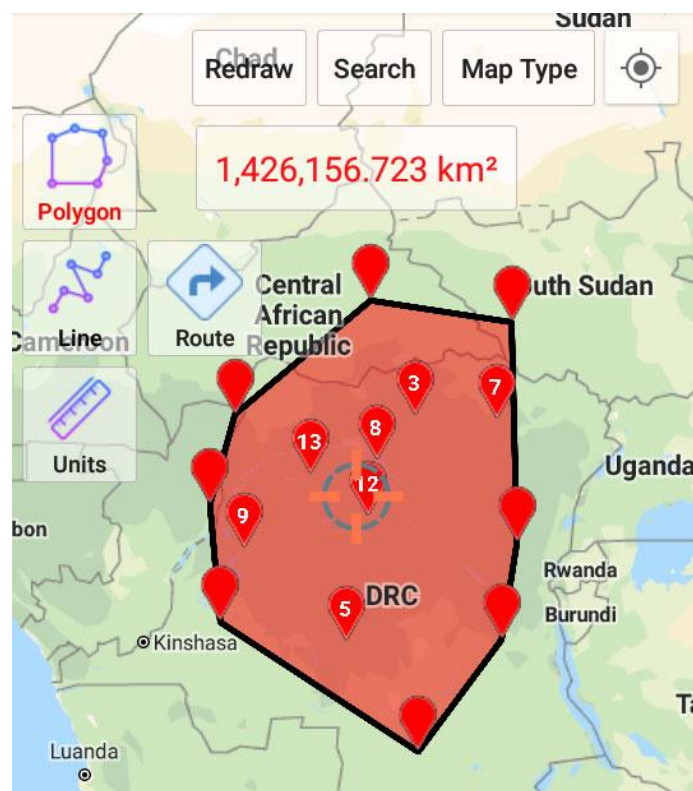 Sudan
Chad
Redraw
Search
Map Type
1,426,156.723 km²
Polygon
Central
African
Republic
South Sudan
Line
Route
Cameroon
3
7
8
13
12
Units
Uganda
9
bon
Rwanda
DRC
5
Burundi
Kinshasa
Ta
Luanda